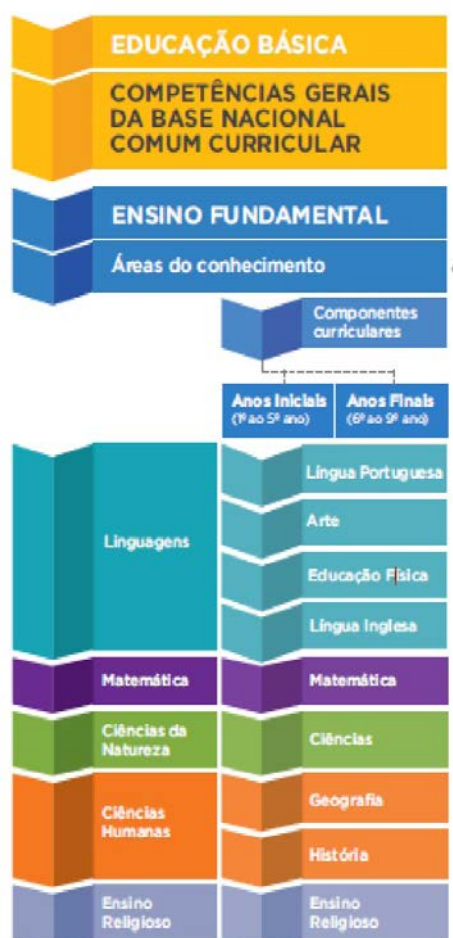 EDUCAÇÃO BÁSICA
COMPETÊNCIAS GERAIS
DA BASE NACIONAL
COMUM CURRICULAR
ENSINO FUNDAMENTAL
Áreas do conhecimento
Componentes
curriculares
Anos Iniciais
(1º ao 5º ano)
Anos Finais
(6º ao 9º ano)
Linguagens
Língua Portuguesa
Arte
Educação Física
Língua Inglesa
Matemática
Matemática
Ciências da
Natureza
Ciências
Ciências
Humanas
Geografia
História
Ensino
Religioso
Ensino
Religioso